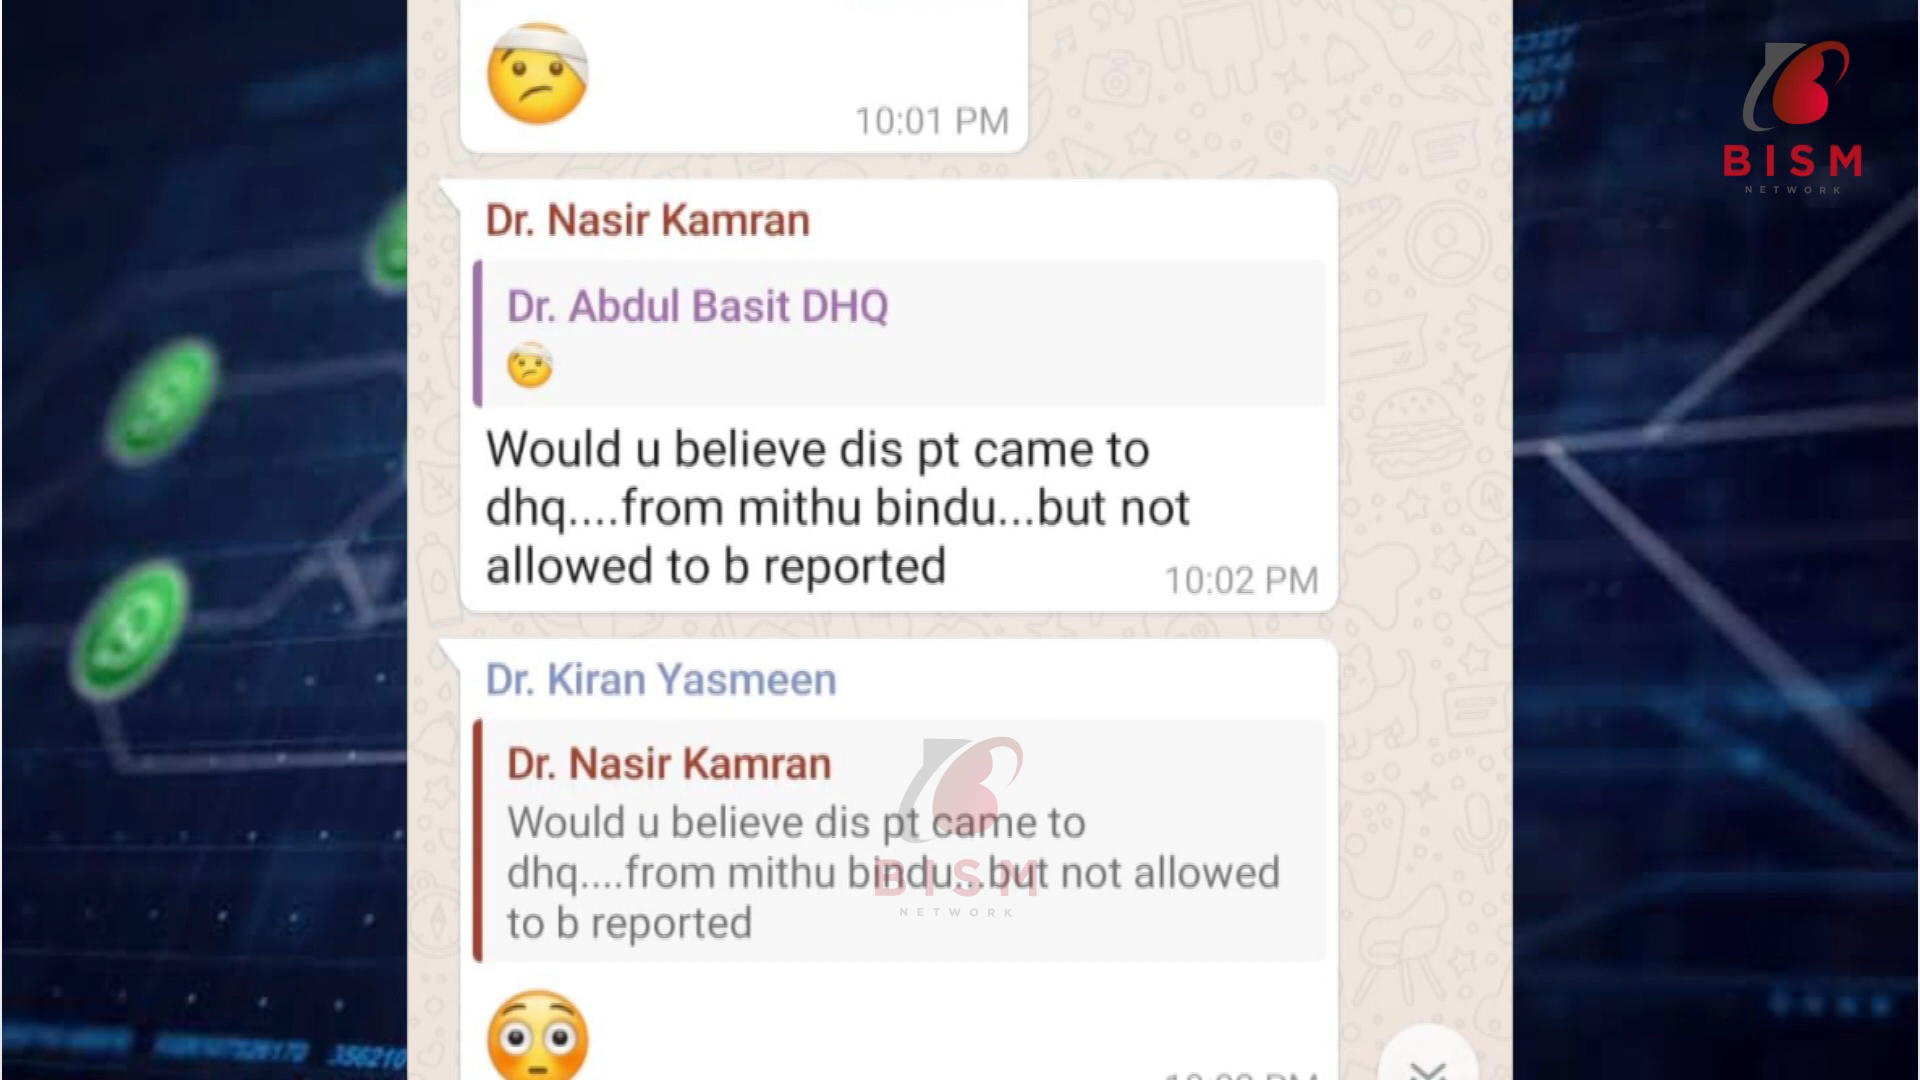 10:01 PM
BISM
NETWORK
Dr. Nasir Kamran
Dr. Abdul Basit DHQ
Would u believe dis pt came to
dhq....from mithu bindu...but not
allowed to b reported
10:02 PM
Dr. Kiran Yasmeen
Dr. Nasir Kamran
Would u believe dis pt came to
dhq....from mithu bindu...but not allowed
to b reported
BISM
NETWORK
356210